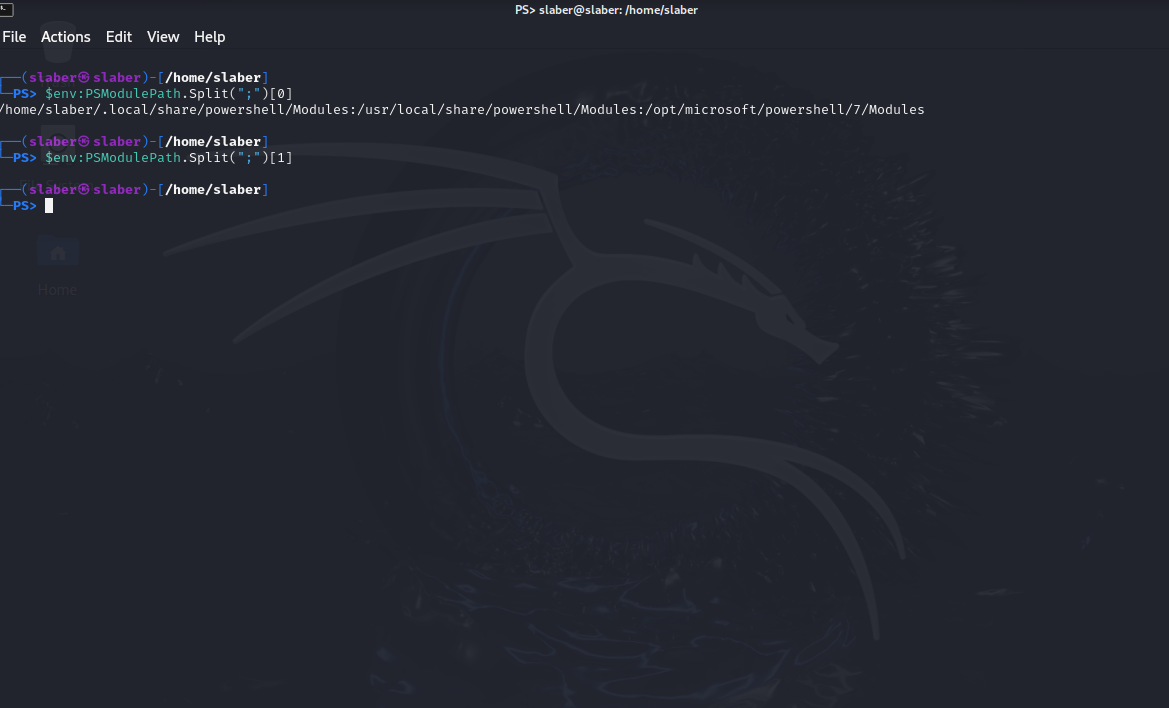 PS> slaber@slaber: /home/slaber
File Actions Edit View Help
┌──(slaber㉿slaber)-[/home/slaber]
└─PS> $env:PSModulePath.Split(";")[0]
/home/slaber/.local/share/powershell/Modules:/usr/local/share/powershell/Modules:/opt/microsoft/powershell/7/Modules
┌──(slaber㉿slaber)-[/home/slaber]
└─PS> $env:PSModulePath.Split(";")[1]
┌──(slaber㉿slaber)-[/home/slaber]
└─PS>
Home